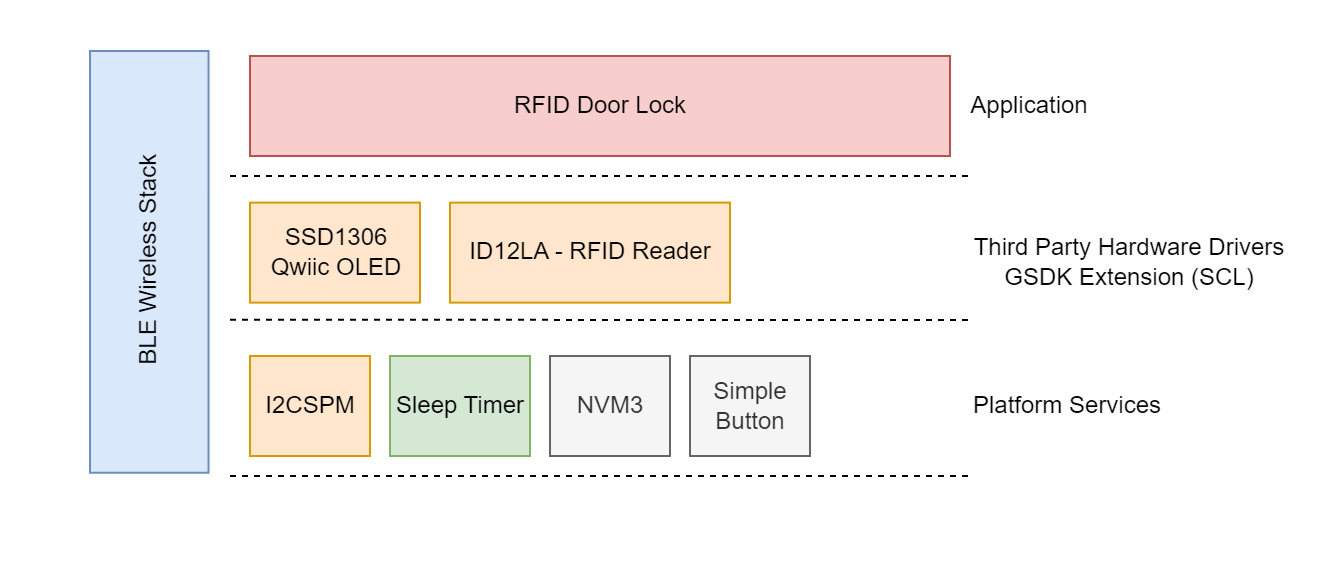 BLE Wireless Stack
RFID Door Lock
Application
SSD1306
Qwiic OLED
ID12LA - RFID Reader
Third Party Hardware Drivers
GSDK Extension (SCL)
I2CSPM
Sleep Timer
NVM3
Simple
Button
Platform Services